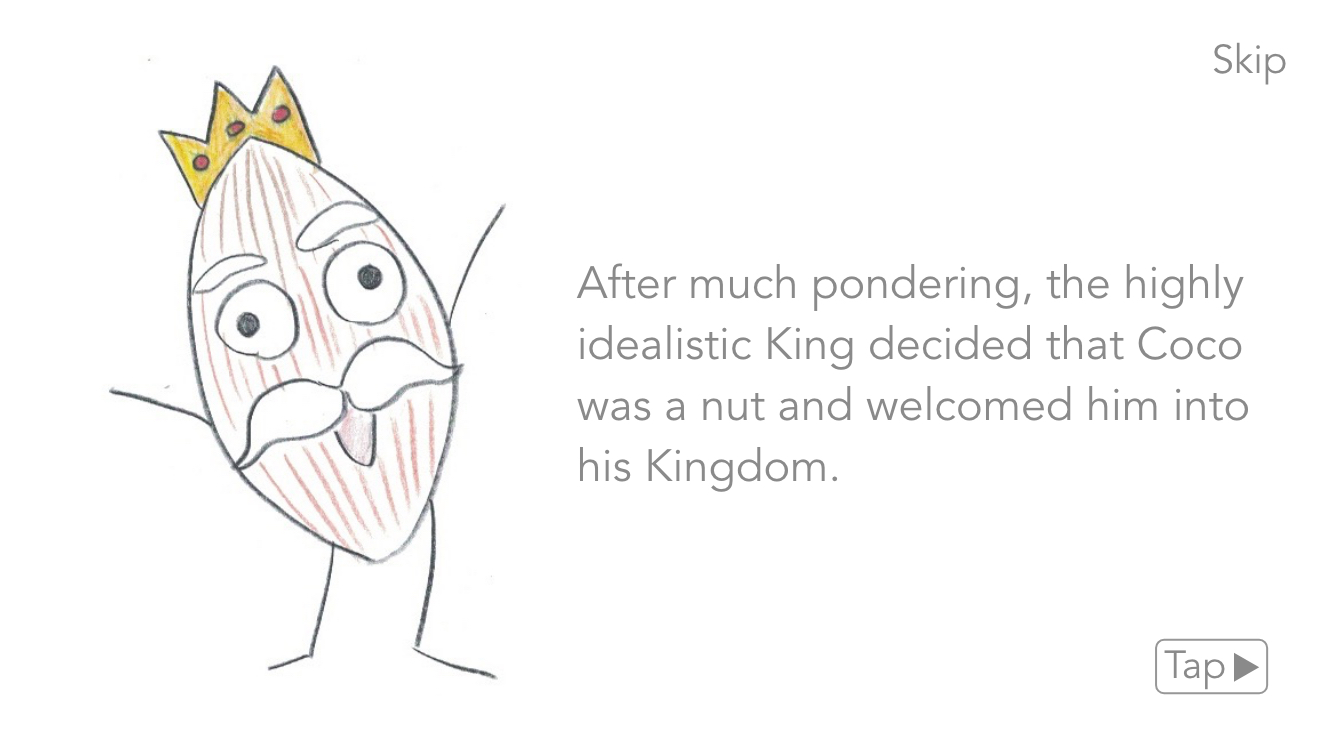 Skip
After much pondering, the highly
idealistic King decided that Coco
was a nut and welcomed him into
his Kingdom.
Tap